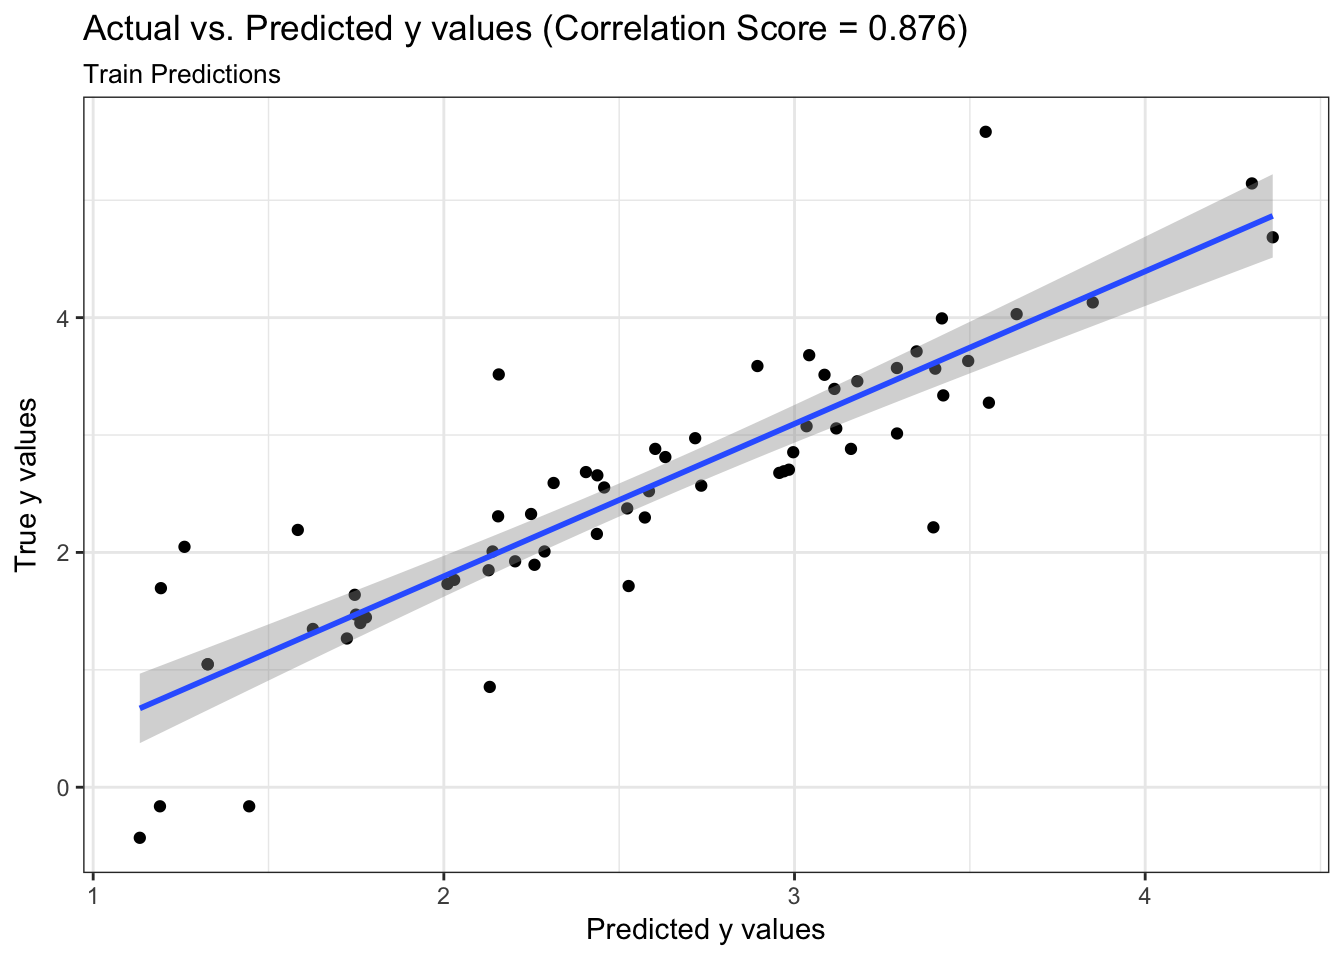 Actual vs. Predicted y values (Correlation Score = 0.876)
Train Predictions
True y values
4
2
0
1
2
3
4
Predicted y values